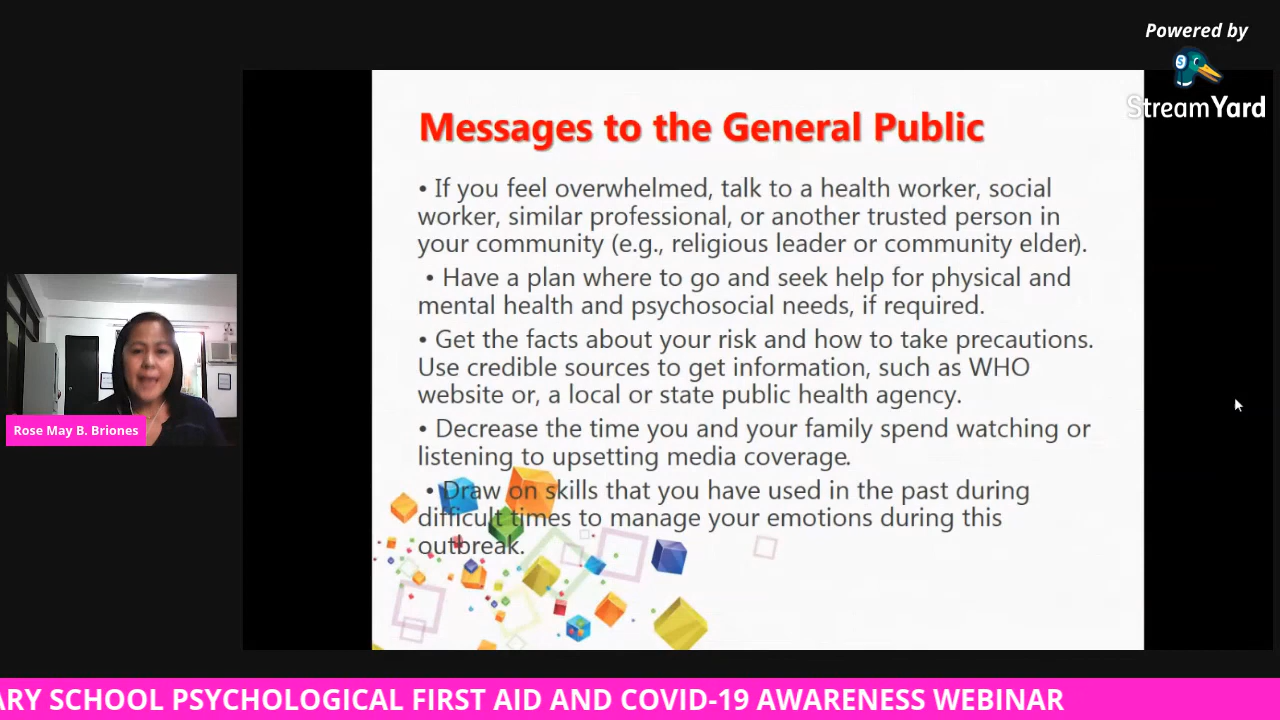 Powered by
StreamYard
Messages to the General Public
• If you feel overwhelmed, talk to a health worker, social
worker, similar professional, or another trusted person in
your community (e.g., religious leader or community elder).
• Have a plan where to go and seek help for physical and
mental health and psychosocial needs, if required.
• Get the facts about your risk and how to take precautions.
Use credible sources to get information, such as WHO
website or, a local or state public health agency.
• Decrease the time you and your family spend watching or
listening to upsetting media coverage.
• Draw on skills that you have used in the past during
difficult times to manage your emotions during this
outbreak.
Rose May B. Briones
ARY SCHOOL PSYCHOLOGICAL FIRST AID AND COVID-19 AWARENESS WEBINAR